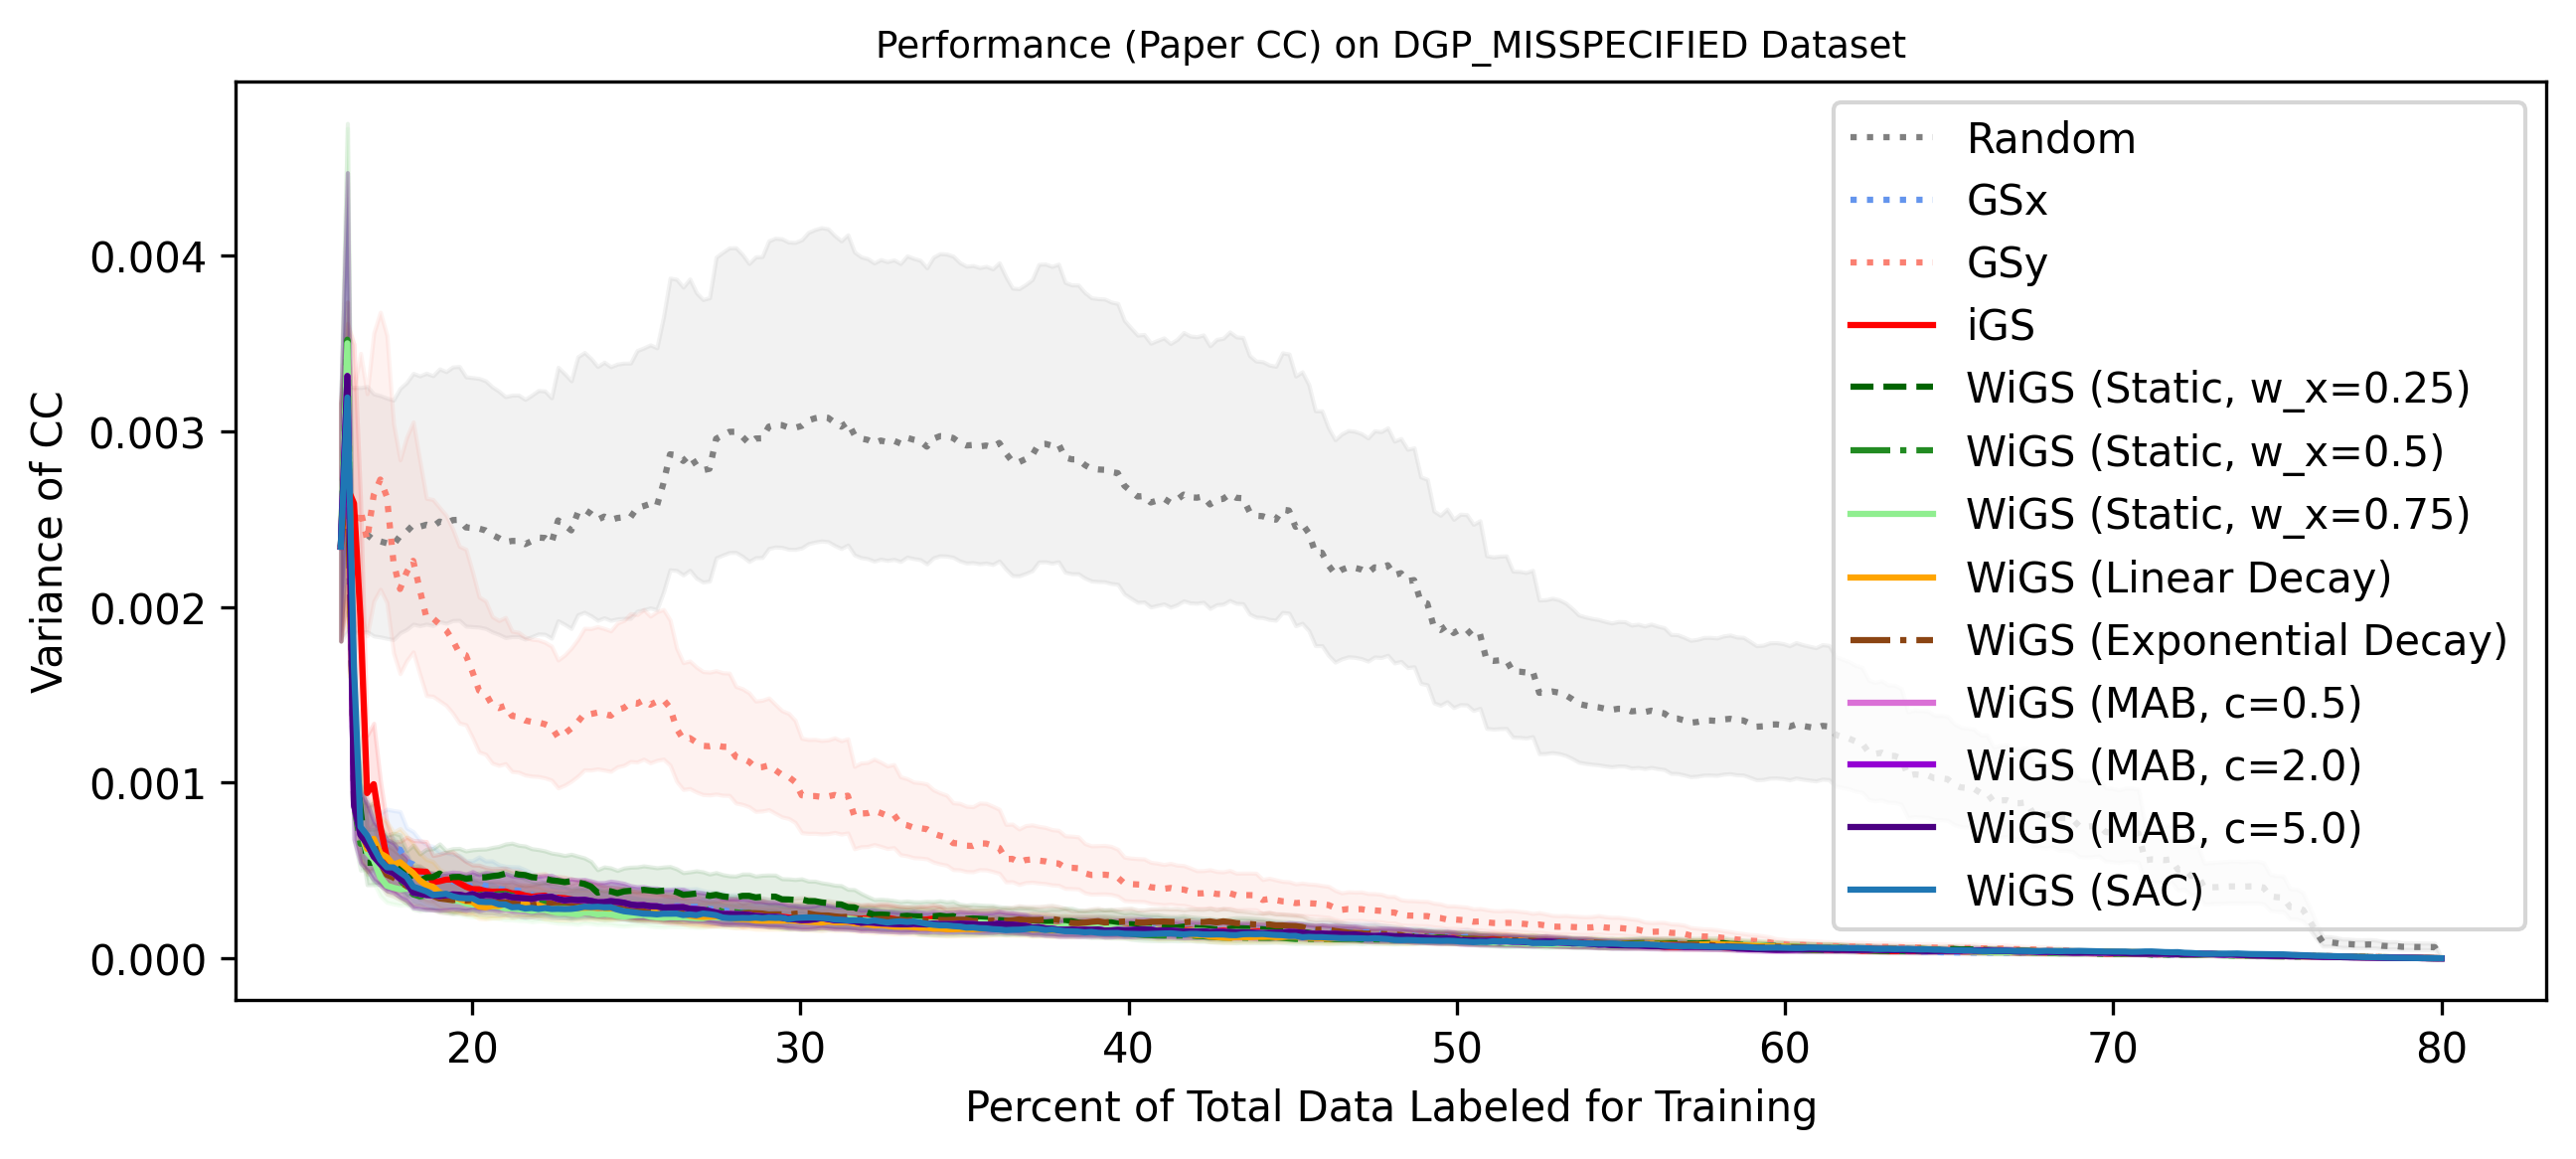 Performance (Paper CC) on DGP_MISSPECIFIED Dataset
Variance of CC
0.004
0.003
0.002
0.001
0.000
20 30 40 50 60 70 80
Percent of Total Data Labeled for Training
Random
GSx
GSy
iGS
WiGS (Static, w_x=0.25)
WiGS (Static, w_x=0.5)
WiGS (Static, w_x=0.75)
WiGS (Linear Decay)
WiGS (Exponential Decay)
WiGS (MAB, c=0.5)
WiGS (MAB, c=2.0)
WiGS (MAB, c=5.0)
WiGS (SAC)